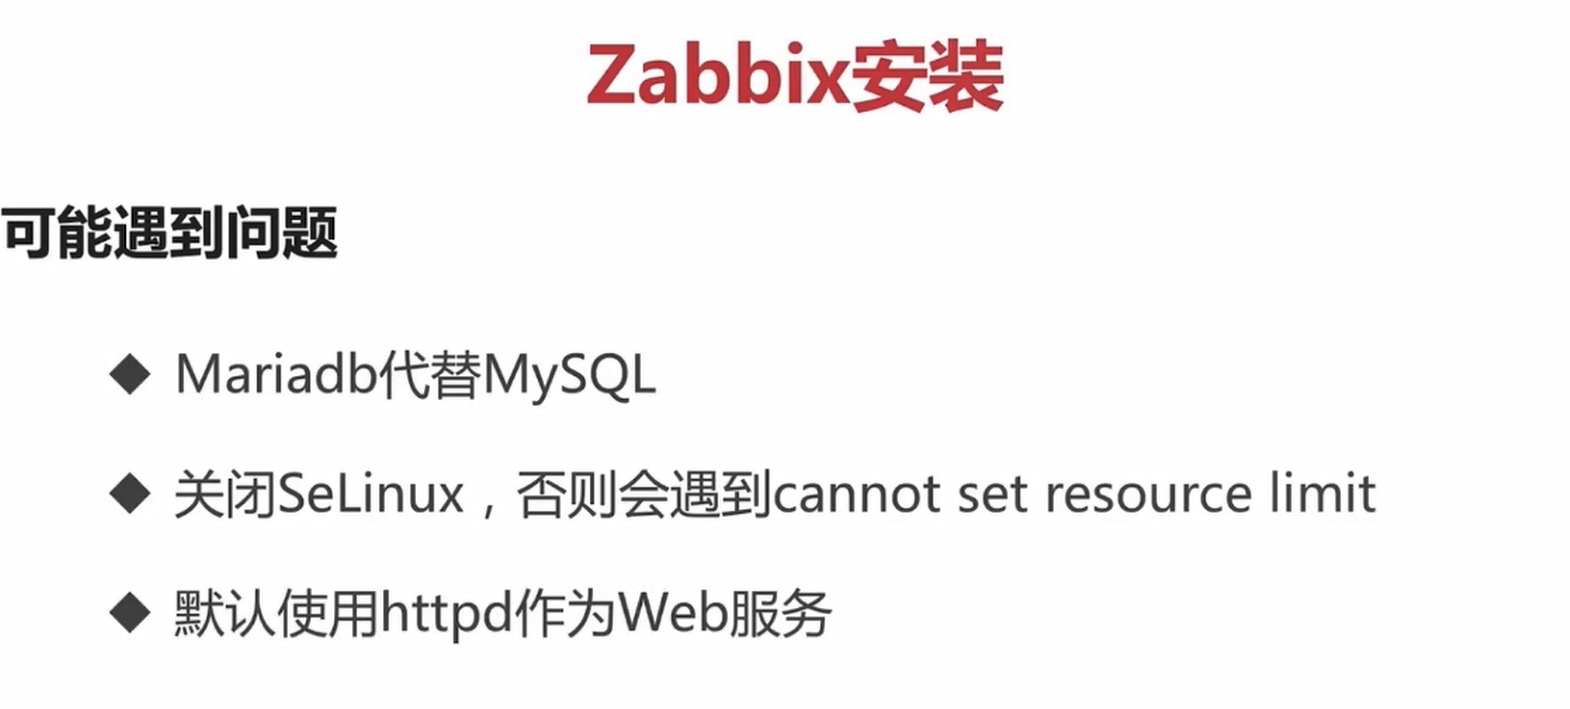 Zabbix安装
可能遇到问题
Mariadb代替MySQL
关闭SeLinux，否则会遇到cannot set resource limit
默认使用httpd作为Web服务